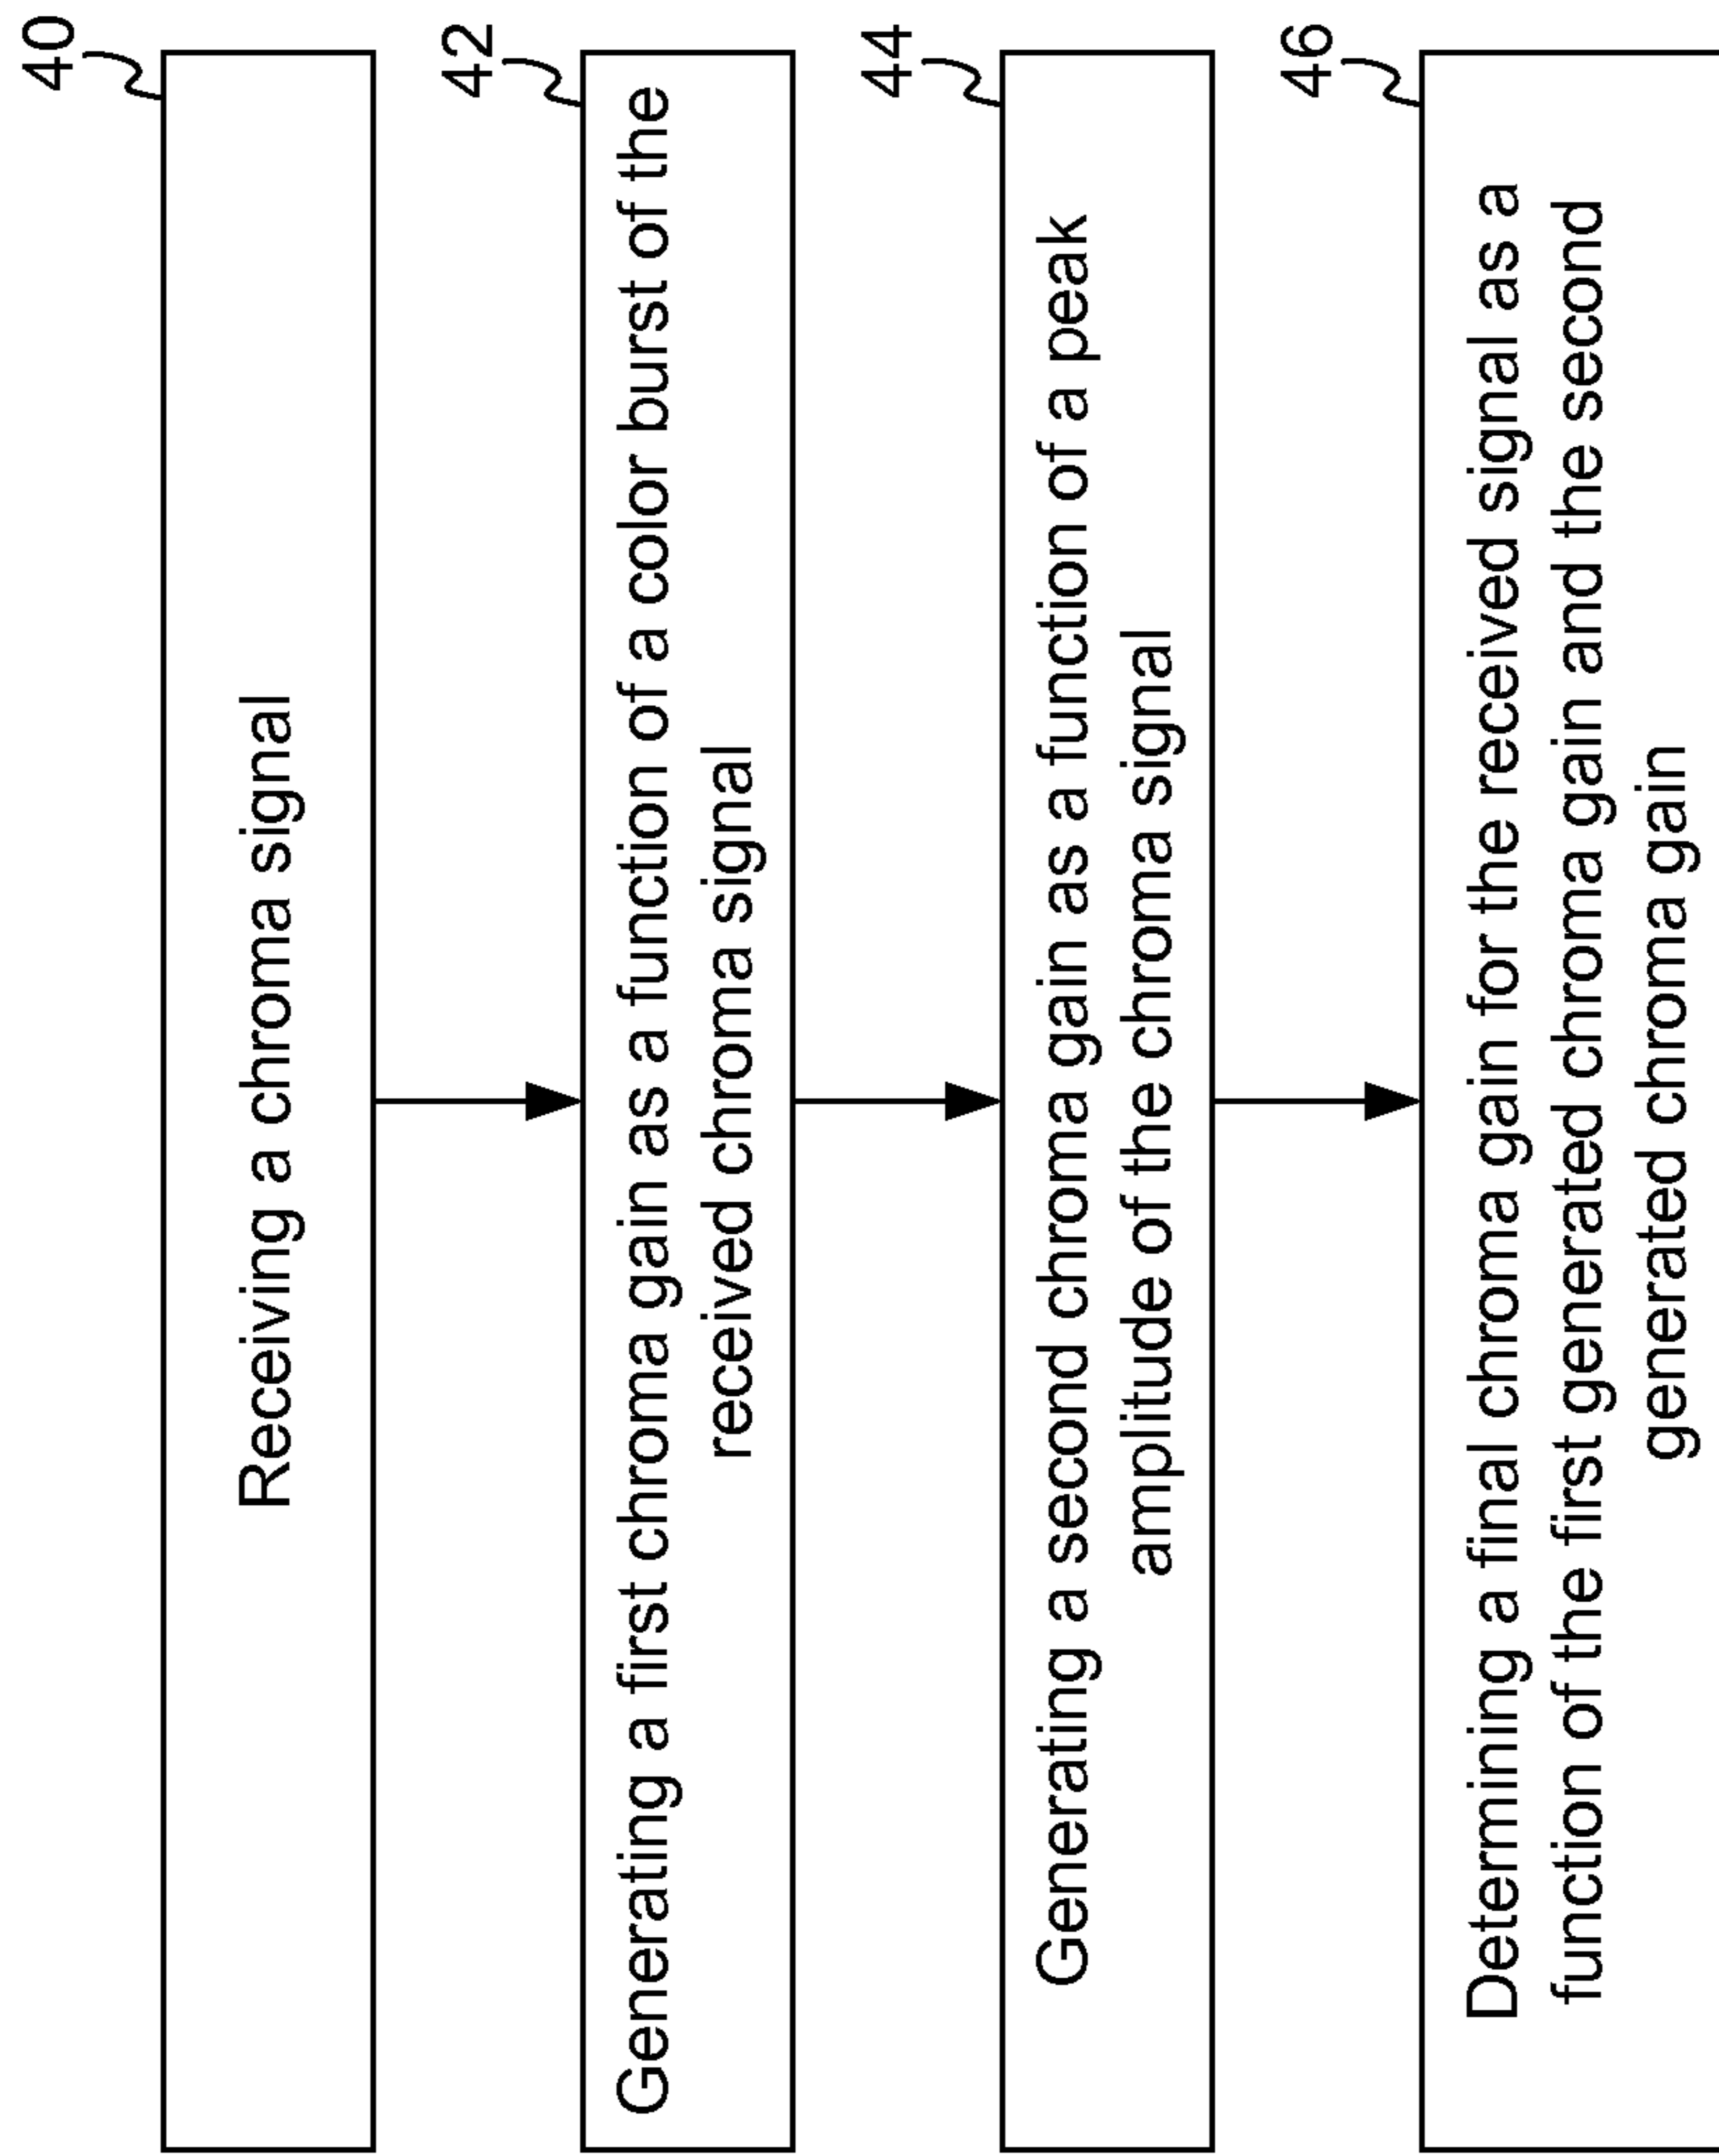 40
Receiving a chroma signal
42
Generating a first chroma gain as a function of a color burst of the
received chroma signal
44
Generating a second chroma gain as a function of a peak
amplitude of the chroma signal
46
Determining a final chroma gain for the received signal as a
function of the first generated chroma gain and the second
generated chroma gain